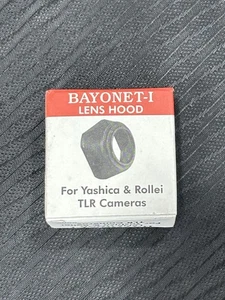 BAYONET-I
LENS HOOD
For Yashica & Rollei
TLR Cameras